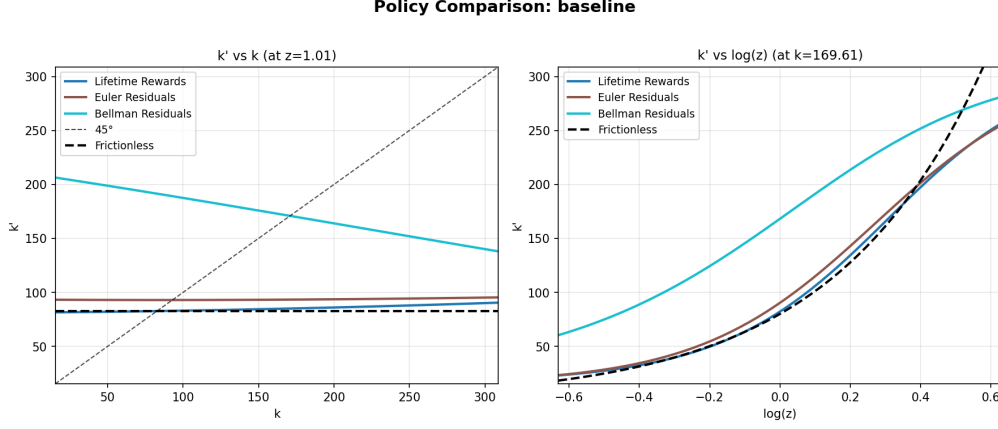 Policy Comparison: baseline
k' vs k (at z=1.01)
k'
300
250
200
150
100
50
Lifetime Rewards
Euler Residuals
Bellman Residuals
45°
Frictionless
50
100
150
200
250
300
k
k' vs log(z) (at k=169.61)
k'
300
250
200
150
100
50
Lifetime Rewards
Euler Residuals
Bellman Residuals
Frictionless
−0.6
−0.4
−0.2
0.0
0.2
0.4
0.6
log(z)